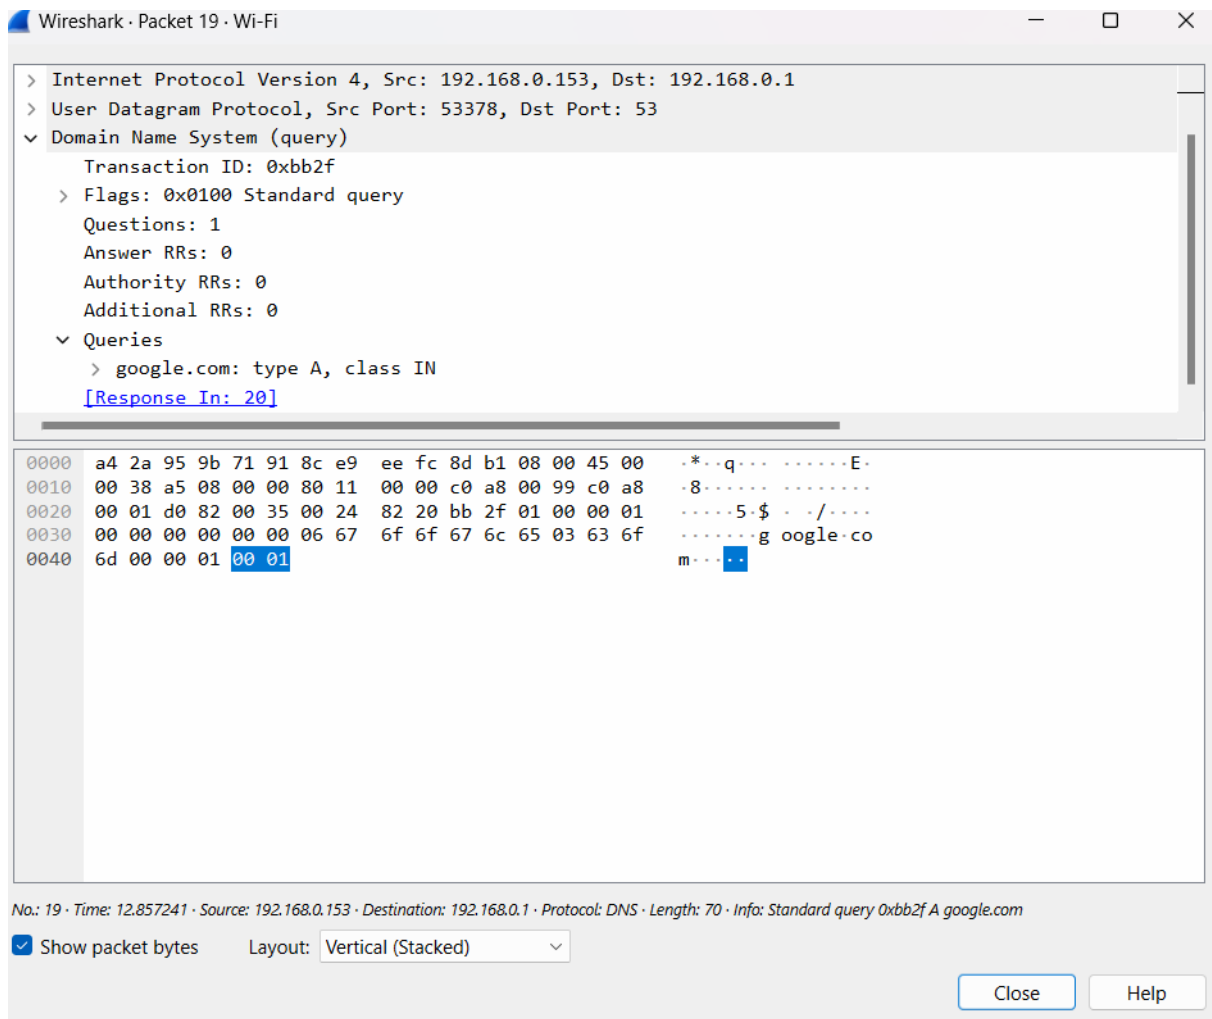 Wireshark · Packet 19 · Wi-Fi
Internet Protocol Version 4, Src: 192.168.0.153, Dst: 192.168.0.1
User Datagram Protocol, Src Port: 53378, Dst Port: 53
Domain Name System (query)
Transaction ID: 0xbb2f
Flags: 0x0100 Standard query
Questions: 1
Answer RRs: 0
Authority RRs: 0
Additional RRs: 0
Queries
google.com: type A, class IN
[Response In: 20]
0000 a4 2a 95 9b 71 91 8c e9 ee fc 8d b1 08 00 45 00 ·*··q··· ······E·
0010 00 38 a5 08 00 00 80 11 00 00 c0 a8 00 99 c0 a8 ·8······ ········
0020 00 01 d0 82 00 35 00 24 82 20 bb 2f 01 00 00 01 ·····5·$ · ·/····
0030 00 00 00 00 00 00 06 67 6f 6f 67 6c 65 03 63 6f ·······g oogle·co
0040 6d 00 00 01 00 01 m·····
No.: 19 · Time: 12.857241 · Source: 192.168.0.153 · Destination: 192.168.0.1 · Protocol: DNS · Length: 70 · Info: Standard query 0xbb2f A google.com
Show packet bytes Layout: Vertical (Stacked)
Close Help